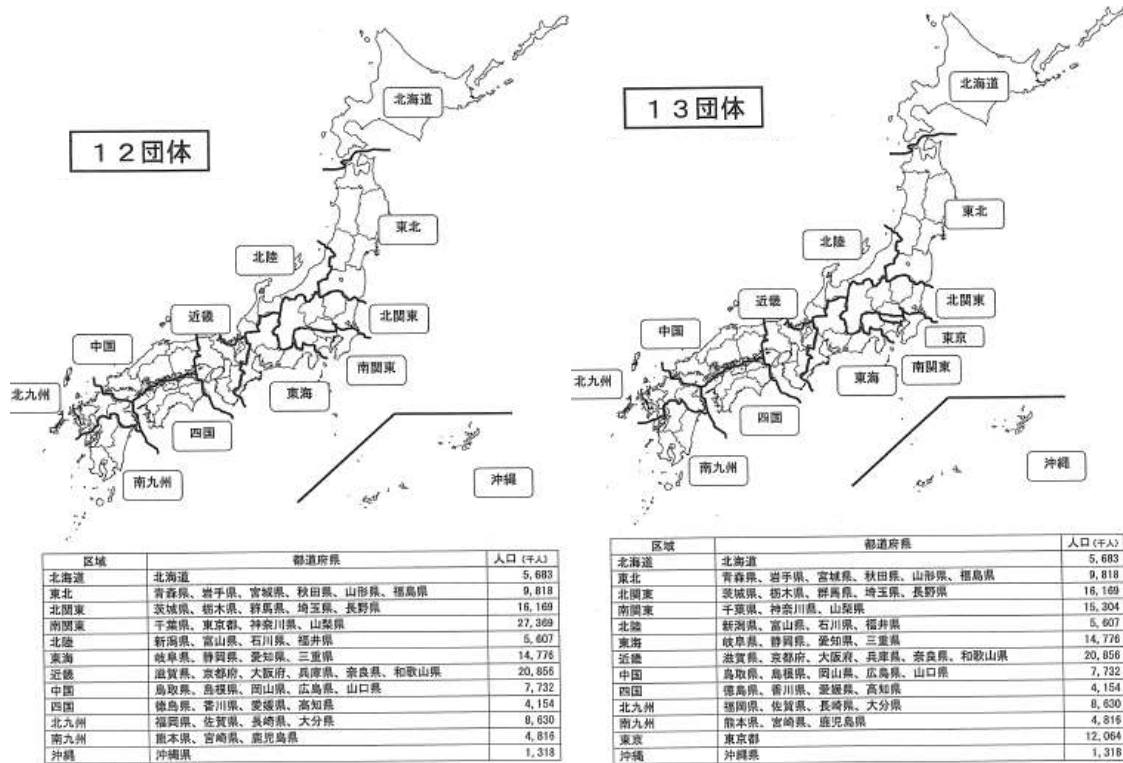 12団体
北海道
東北
北陸
近畿
北関東
中国
南関東
北九州
東海
四国
南九州
沖縄
区域 都道府県 人口(千人)
北海道 北海道 5,683
東北 青森県、岩手県、宮城県、秋田県、山形県、福島県 9,818
北関東 茨城県、栃木県、群馬県、埼玉県、長野県 16,169
南関東 千葉県、東京都、神奈川県、山梨県 27,369
北陸 新潟県、富山県、石川県、福井県 5,607
東海 岐阜県、静岡県、愛知県、三重県 14,776
近畿 滋賀県、京都府、大阪府、兵庫県、奈良県、和歌山県 20,856
中国 鳥取県、島根県、岡山県、広島県、山口県 7,732
四国 徳島県、香川県、愛媛県、高知県 4,154
北九州 福岡県、佐賀県、長崎県、大分県 8,630
南九州 熊本県、宮崎県、鹿児島県 4,816
沖縄 沖縄県 1,318
13団体
北海道
東北
北陸
近畿
北関東
中国
東京
南関東
北九州
東海
四国
南九州
沖縄
区域 都道府県 人口(千人)
北海道 北海道 5,683
東北 青森県、岩手県、宮城県、秋田県、山形県、福島県 9,818
北関東 茨城県、栃木県、群馬県、埼玉県、長野県 16,169
南関東 千葉県、神奈川県、山梨県 15,304
北陸 新潟県、富山県、石川県、福井県 5,607
東海 岐阜県、静岡県、愛知県、三重県 14,776
近畿 滋賀県、京都府、大阪府、兵庫県、奈良県、和歌山県 20,856
中国 鳥取県、島根県、岡山県、広島県、山口県 7,732
四国 徳島県、香川県、愛媛県、高知県 4,154
北九州 福岡県、佐賀県、長崎県、大分県 8,630
南九州 熊本県、宮崎県、鹿児島県 4,816
東京 東京都 12,064
沖縄 沖縄県 1,318